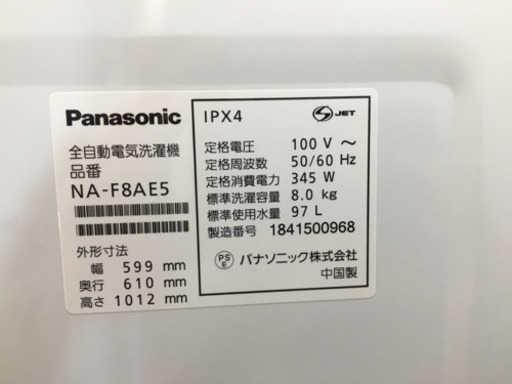 Panasonic
全自動電気洗濯機
品番
NA-F8AE5
外形寸法
幅 599 mm
奥行 610 mm
高さ 1012 mm
IPX4
S JET
定格電圧 100 V ～
定格周波数 50/60 Hz
定格消費電力 345 W
標準洗濯容量 8.0 kg
標準使用水量 97 L
製造番号 1841500968
PS E パナソニック株式会社
中国製